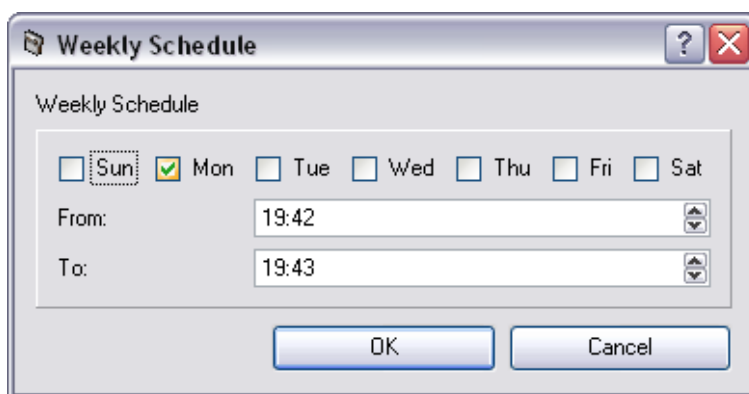 Weekly Schedule
Weekly Schedule
Sun Mon Tue Wed Thu Fri Sat
From: 19:42
To: 19:43
OK Cancel